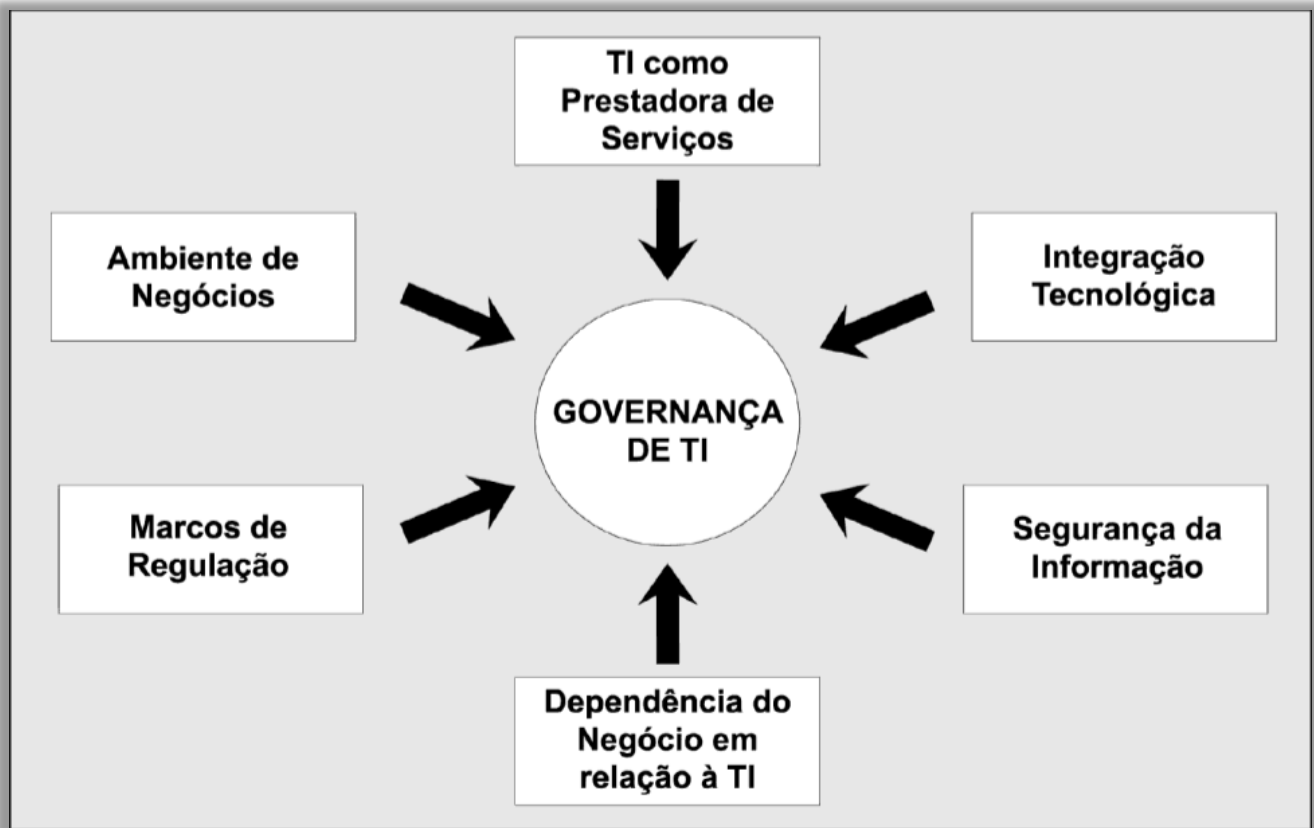 TI como
Prestadora de
Serviços
Ambiente de
Negócios
Integração
Tecnológica
GOVERNANÇA
DE TI
Marcos de
Regulação
Segurança da
Informação
Dependência do
Negócio em
relação à TI